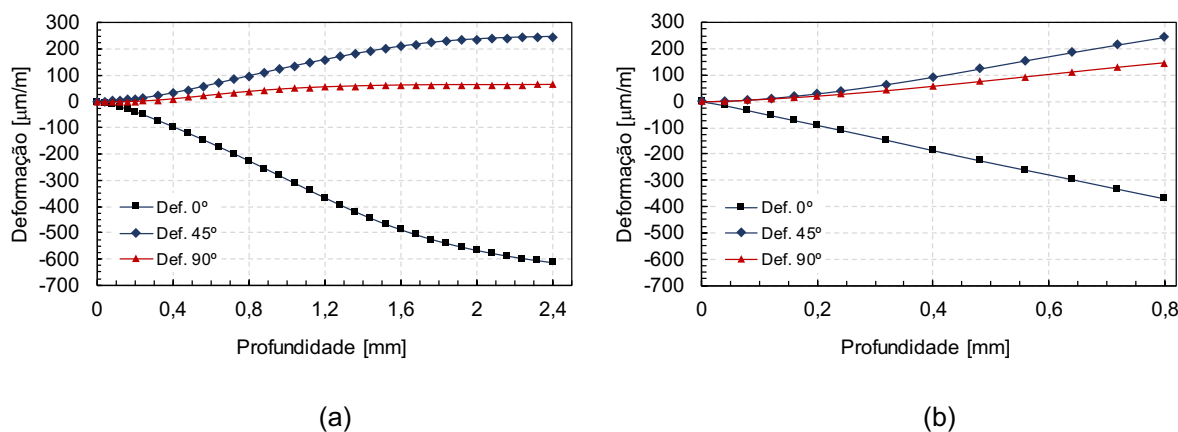 300
200
100
0
-100
-200
-300
-400
-500
-600
-700
Deformação [µm/m]
Def. 0º
Def. 45º
Def. 90º
0 0,4 0,8 1,2 1,6 2 2,4
Profundidade [mm]
(a)
300
200
100
0
-100
-200
-300
-400
-500
-600
-700
Deformação [µm/m]
Def. 0º
Def. 45º
Def. 90º
0 0,2 0,4 0,6 0,8
Profundidade [mm]
(b)